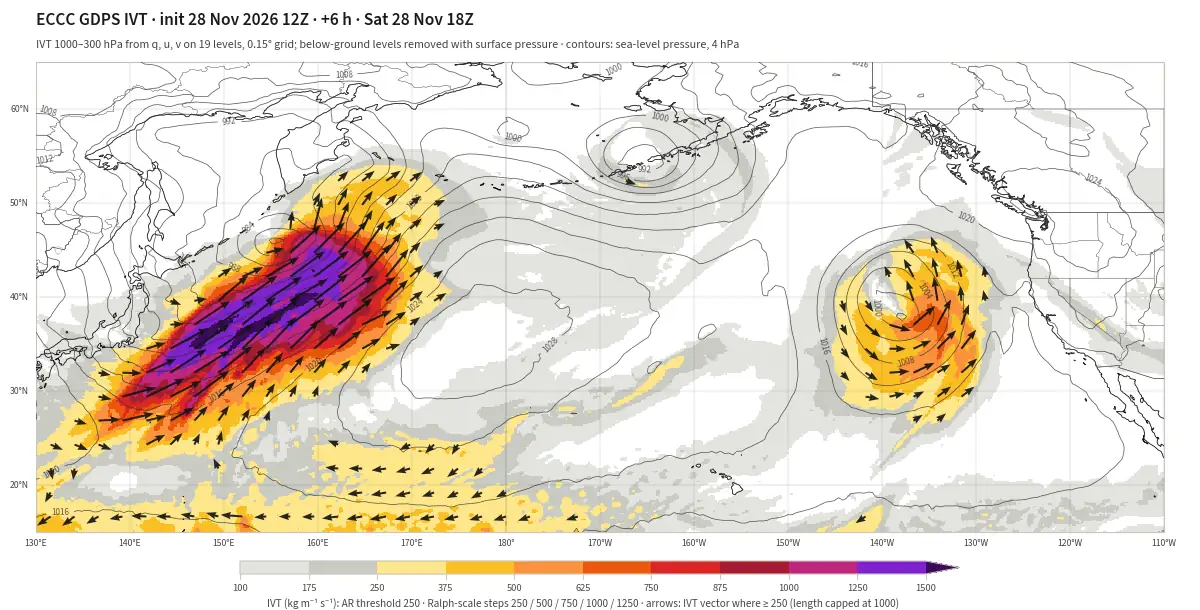 ECCC GDPS IVT · init 28 Nov 2026 12Z · +6 h · Sat 28 Nov 18Z
IVT 1000–300 hPa from q, u, v on 19 levels, 0.15° grid; below-ground levels removed with surface pressure · contours: sea-level pressure, 4 hPa
1016
1008
1000
1008
60°N
992
1000
1000
1012
992
1024
50°N
1020
984
40°N
1004
1024
1000
1016
1028
1008
30°N
20°N
1016
130°E 140°E 150°E 160°E 170°E 180° 170°W 160°W 150°W 140°W 130°W 120°W 110°W
100 175 250 375 500 625 750 875 1000 1250 1500
IVT (kg m⁻¹ s⁻¹): AR threshold 250 · Ralph-scale steps 250 / 500 / 750 / 1000 / 1250 · arrows: IVT vector where ≥ 250 (length capped at 1000)